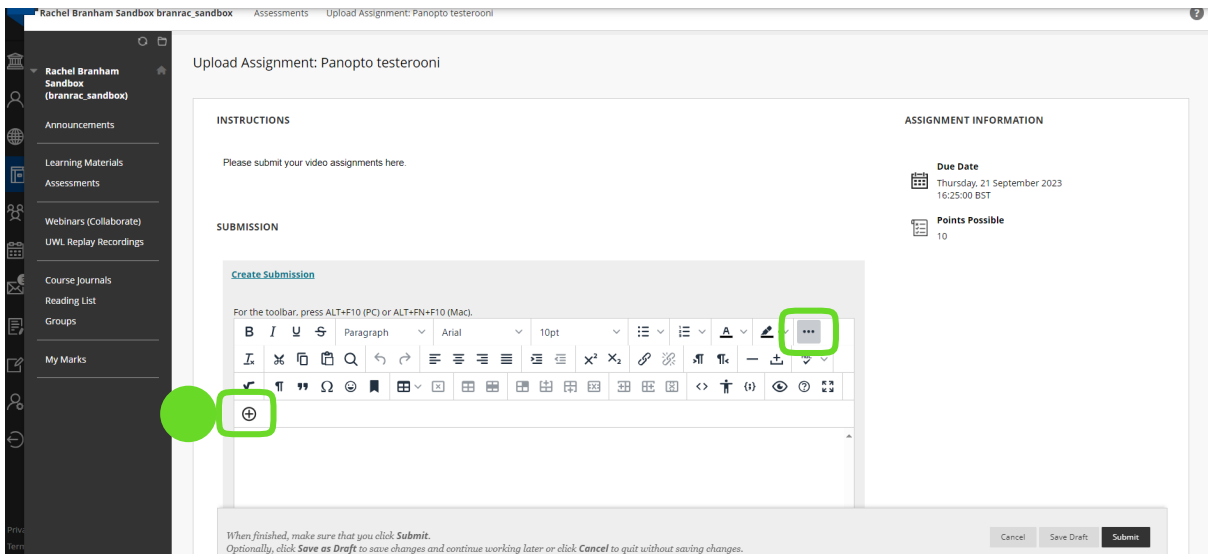 Rachel Branham Sandbox branrac_sandbox Assessments Upload Assignment: Panopto testerooni
Rachel Branham
Sandbox
(branrac_sandbox)
Announcements
Learning Materials
Assessments
Webinars (Collaborate)
UWL Replay Recordings
Course Journals
Reading List
Groups
My Marks
Upload Assignment: Panopto testerooni
INSTRUCTIONS
Please submit your video assignments here.
SUBMISSION
Create Submission
For the toolbar, press ALT+F10 (PC) or ALT+FN+F10 (Mac).
Paragraph Arial 10pt
When finished, make sure that you click Submit.
Optionally, click Save as Draft to save changes and continue working later or click Cancel to quit without saving changes.
Cancel Save Draft Submit
ASSIGNMENT INFORMATION
Due Date
Thursday, 21 September 2023
16:25:00 BST
Points Possible
10